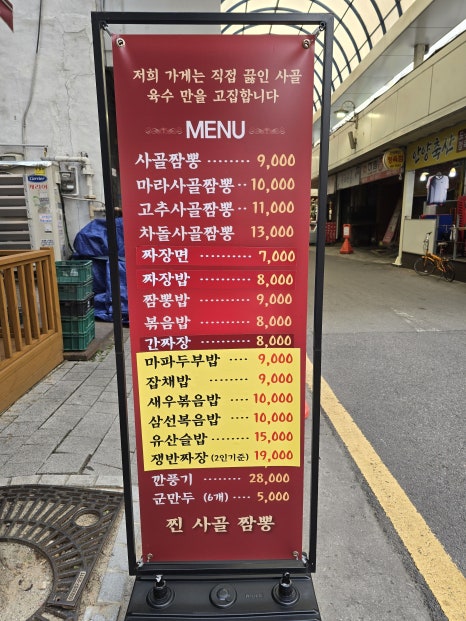 저희 가게는 직접 끓인 사골
육수 만을 고집합니다
MENU
사골짬뽕 ········· 9,000
마라사골짬뽕 ·· 10,000
고추사골짬뽕 ·· 11,000
차돌사골짬뽕 13,000
짜장면 ·········· 7,000
짜장밥 ·········· 8,000
짬뽕밥 ·········· 9,000
볶음밥 ·········· 8,000
간짜장 ·········· 8,000
마파두부밥 ···· 9,000
잡채밥 ········ 9,000
새우볶음밥 ···· 10,000
삼선복음밥 ···· 10,000
유산슬밥 ········ 15,000
쟁반짜장 (2인기준) 19,000
깐풍기 ········ 28,000
군만두 (6개) ···· 5,000
찐 사골 짬뽕
Carrier
안양축산